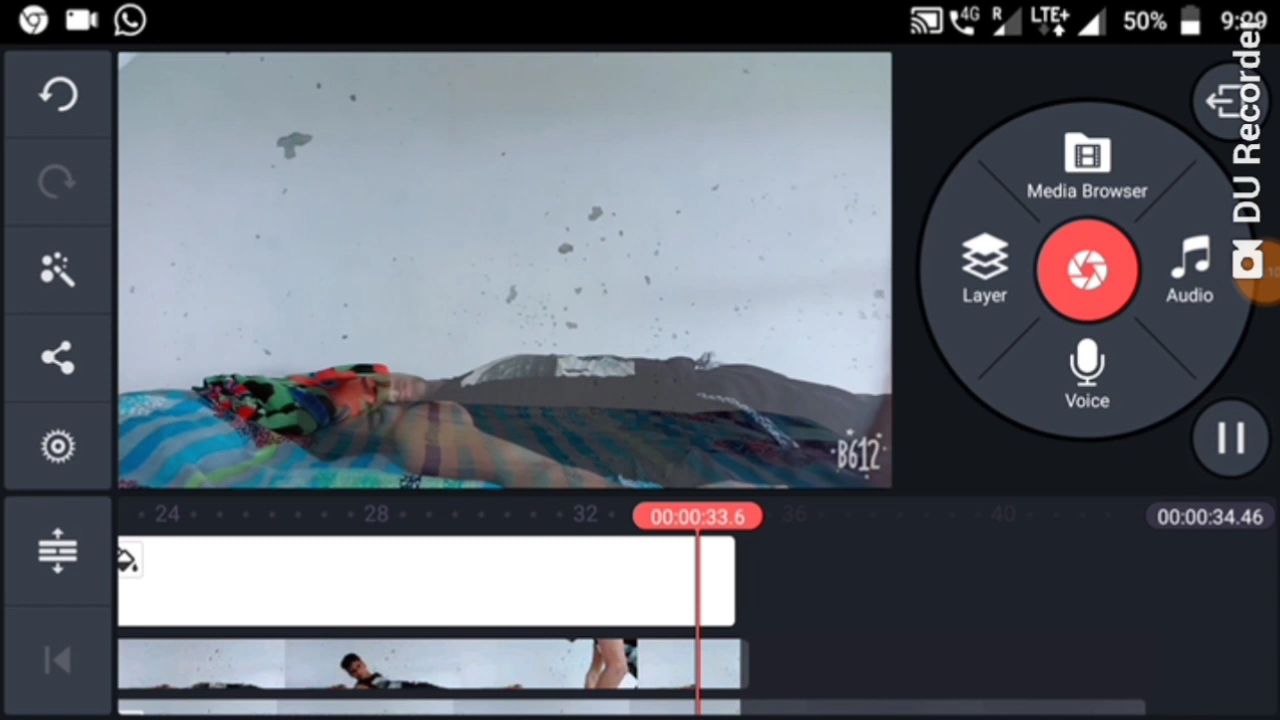 4G R LTE+ 50% 9:29
DU Recorder
Media Browser
Layer
Audio
Voice
B612
24 28 32 00:00:33.6 36 40 00:00:34.46